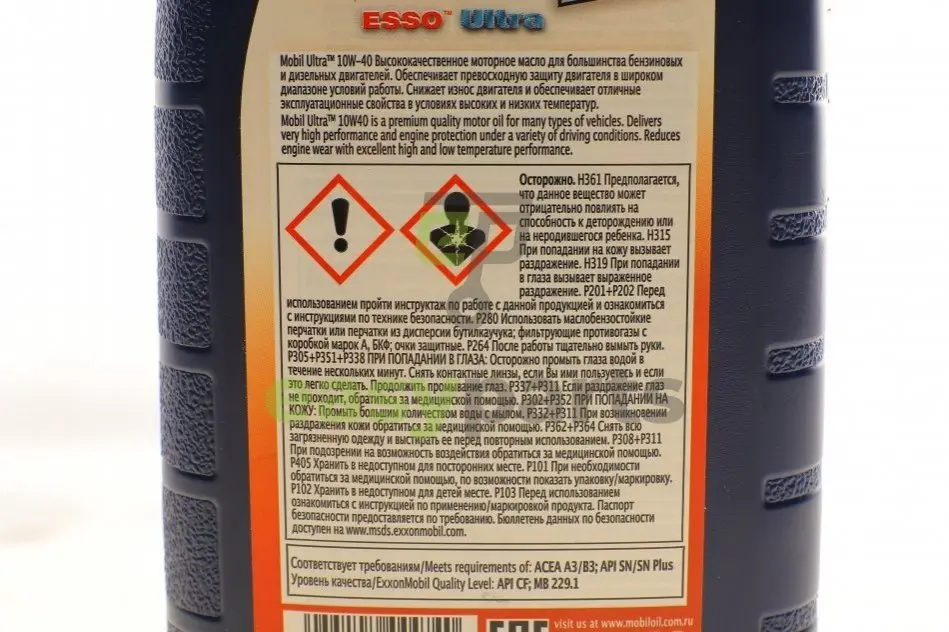 ESSO™ Ultra
Mobil Ultra™ 10W-40 Высококачественное моторное масло для большинства бензиновых
и дизельных двигателей. Обеспечивает превосходную защиту двигателя в широком
диапазоне условий работы. Снижает износ двигателя и обеспечивает отличные
эксплуатационные свойства в условиях высоких и низких температур.
Mobil Ultra™ 10W40 is a premium quality motor oil for many types of vehicles. Delivers
very high performance and engine protection under a variety of driving conditions. Reduces
engine wear with excellent high and low temperature performance.
Осторожно. H361 Предполагается,
что данное вещество может
отрицательно повлиять на
способность к деторождению или
на неродившегося ребенка. H315
При попадании на кожу вызывает
раздражение. H319 При попадании
в глаза вызывает выраженное
раздражение. P201+P202 Перед
использованием пройти инструктаж по работе с данной продукцией и ознакомиться
с инструкциями по технике безопасности. P280 Использовать маслобензостойкие
перчатки или перчатки из дисперсии бутилкаучука; фильтрующие противогазы с
коробкой марок А, БКФ; очки защитные. P264 После работы тщательно вымыть руки.
P305+P351+P338 ПРИ ПОПАДАНИИ В ГЛАЗА: Осторожно промыть глаза водой в
течение нескольких минут. Снять контактные линзы, если Вы ими пользуетесь и если
это легко сделать. Продолжить промывание глаз. P337+P311 Если раздражение глаз
не проходит, обратиться за медицинской помощью. P302+P352 ПРИ ПОПАДАНИИ НА
КОЖУ: Промыть большим количеством воды с мылом. P332+P311 При возникновении
раздражения кожи обратиться за медицинской помощью. P362+P364 Снять всю
загрязненную одежду и выстирать ее перед повторным использованием. P308+P311
При подозрении на возможность воздействия обратиться за медицинской помощью.
P405 Хранить в недоступном для посторонних месте. P101 При необходимости
обратиться за медицинской помощью, по возможности показать упаковку/маркировку.
P102 Хранить в недоступном для детей месте. P103 Перед использованием
ознакомиться с инструкцией по применению/маркировкой продукта. Паспорт
безопасности предоставляется по требованию. Бюллетень данных по безопасности
доступен на www.msds.exxonmobil.com.
Соответствует требованиям/Meets requirements of: ACEA A3/B3; API SN/SN Plus
Уровень качества/ExxonMobil Quality Level: API CF; MB 229.1
visit us at www.mobiloil.com.ru